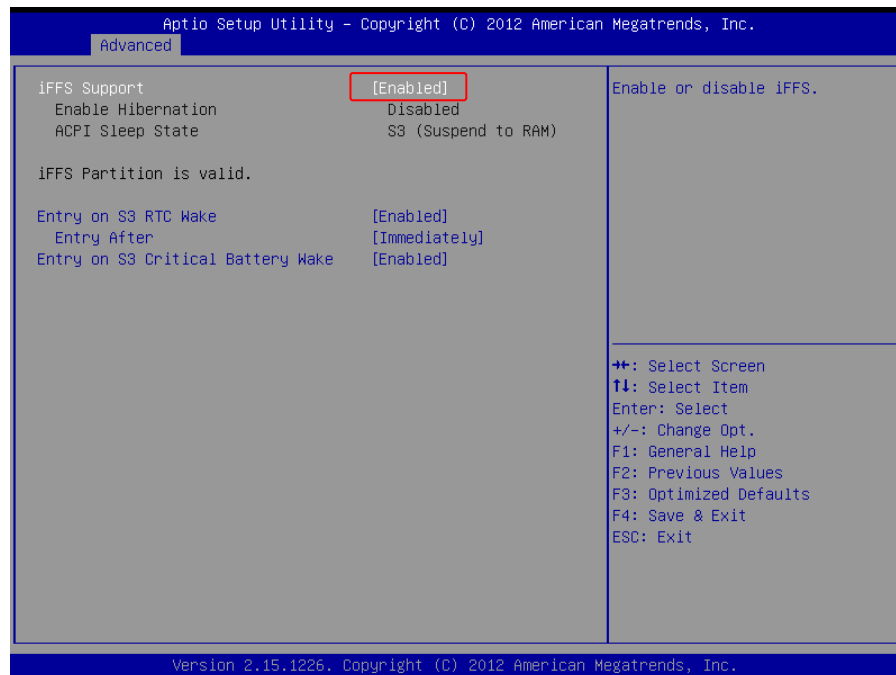 Aptio Setup Utility – Copyright (C) 2012 American Megatrends, Inc.
Advanced
iFFS Support [Enabled]
Enable Hibernation Disabled
ACPI Sleep State S3 (Suspend to RAM)
iFFS Partition is valid.
Entry on S3 RTC Wake [Enabled]
Entry After [Immediately]
Entry on S3 Critical Battery Wake [Enabled]
Enable or disable iFFS.
→←: Select Screen
↑↓: Select Item
Enter: Select
+/-: Change Opt.
F1: General Help
F2: Previous Values
F3: Optimized Defaults
F4: Save & Exit
ESC: Exit
Version 2.15.1226. Copyright (C) 2012 American Megatrends, Inc.